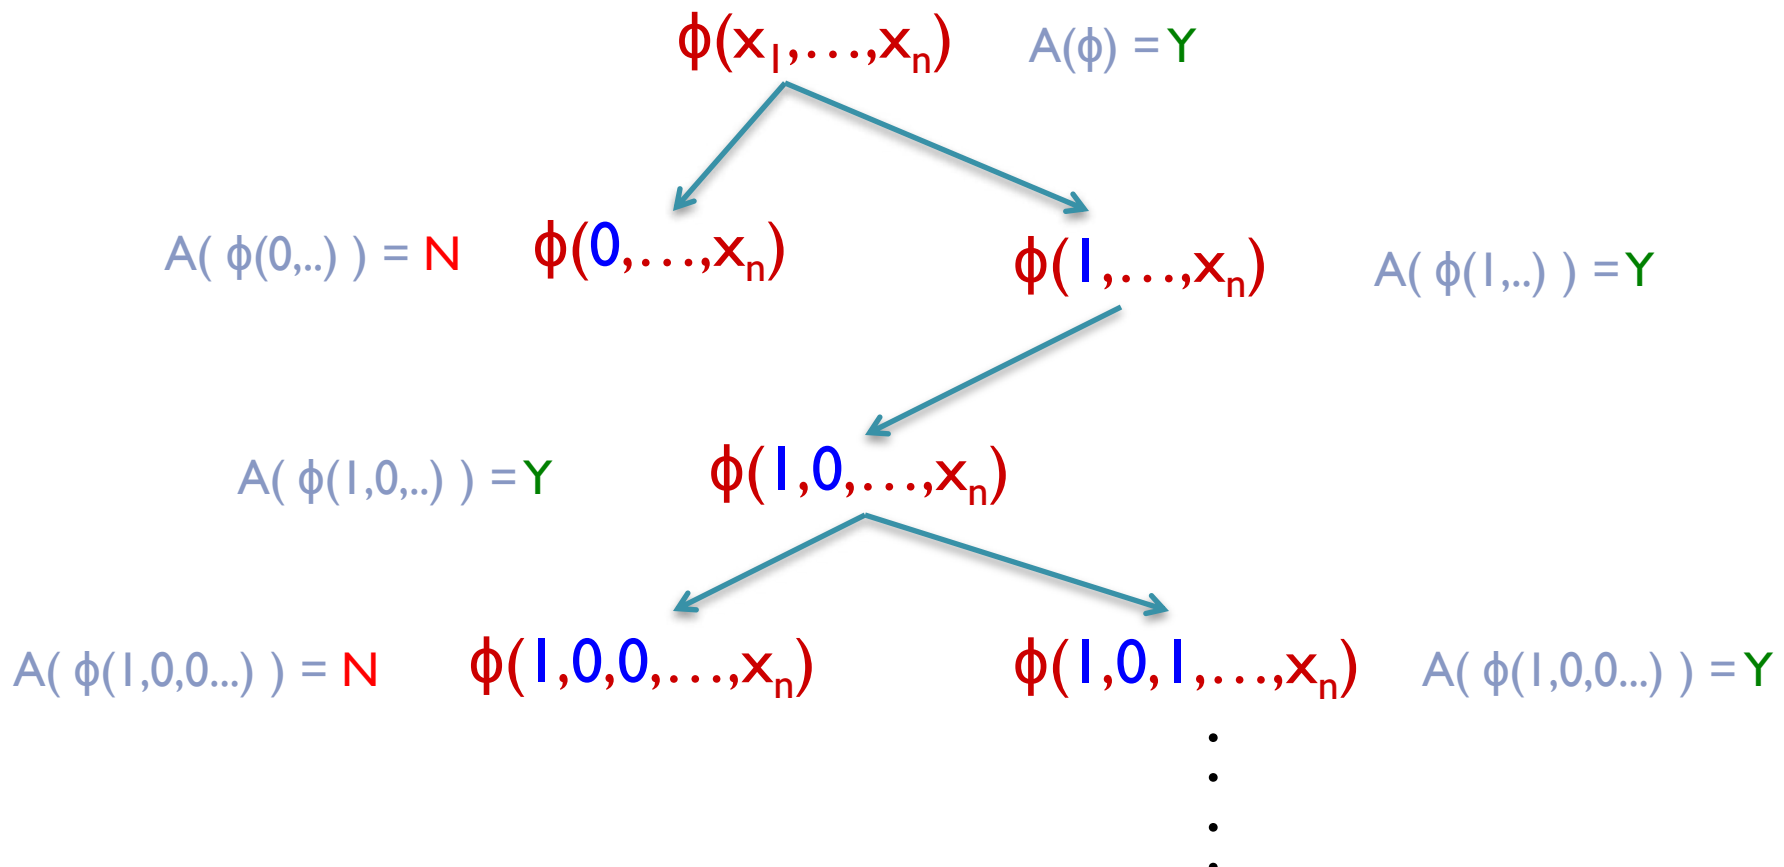 ϕ(x₁,…,xₙ) A(ϕ) = Y
A( ϕ(0,..) ) = N ϕ(0,…,xₙ) ϕ(1,…,xₙ) A( ϕ(1,..) ) = Y
A( ϕ(1,0,..) ) = Y ϕ(1,0,…,xₙ)
A( ϕ(1,0,0...) ) = N ϕ(1,0,0,…,xₙ) ϕ(1,0,1,…,xₙ) A( ϕ(1,0,0...) ) = Y